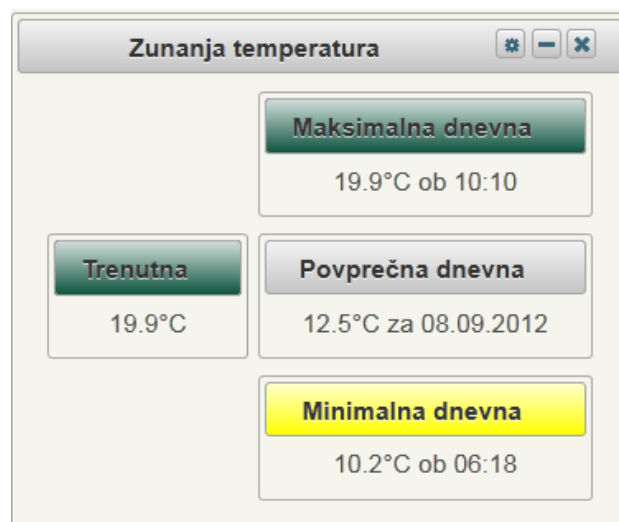 Zunanja temperatura
Maksimalna dnevna
19.9°C ob 10:10
Trenutna
19.9°C
Povprečna dnevna
12.5°C za 08.09.2012
Minimalna dnevna
10.2°C ob 06:18